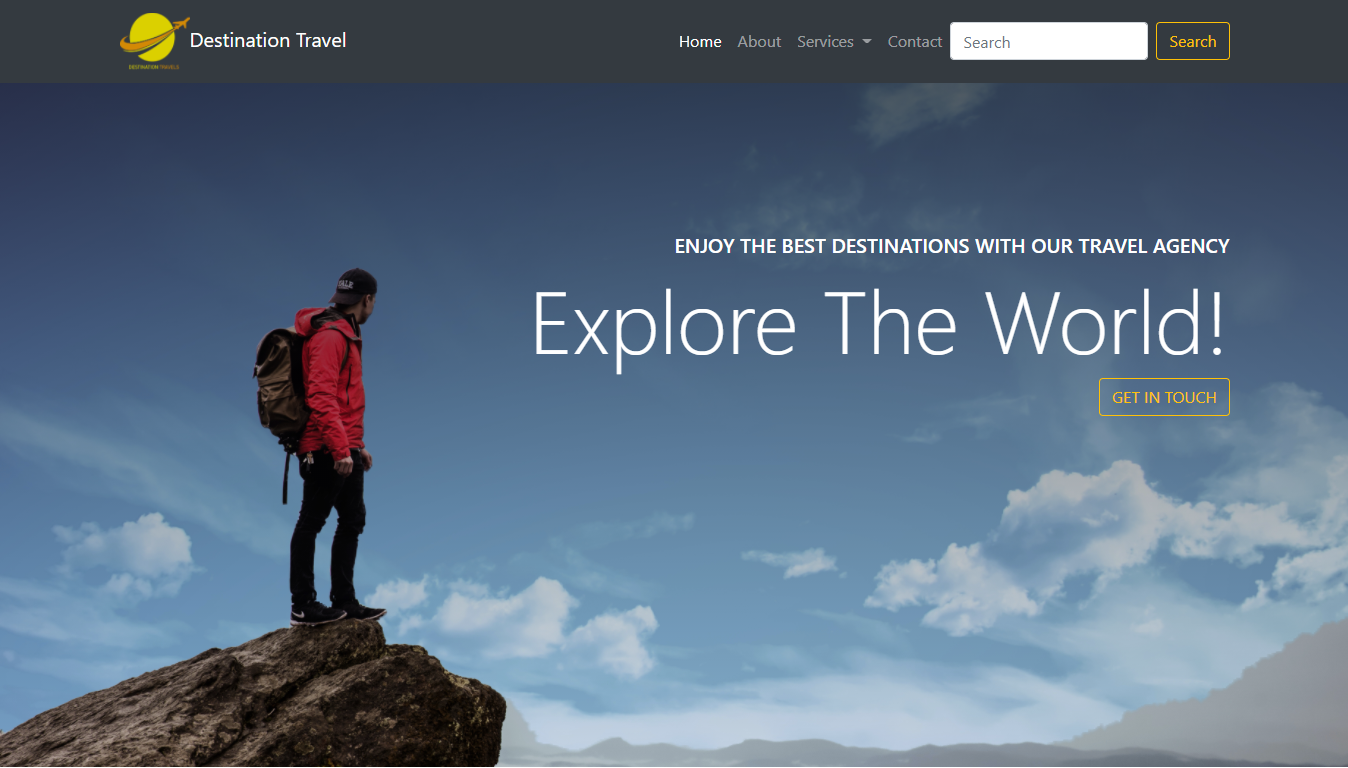 Destination Travel
DESTINATION TRAVELS
Home About Services Contact Search Search
ENJOY THE BEST DESTINATIONS WITH OUR TRAVEL AGENCY
Explore The World!
GET IN TOUCH